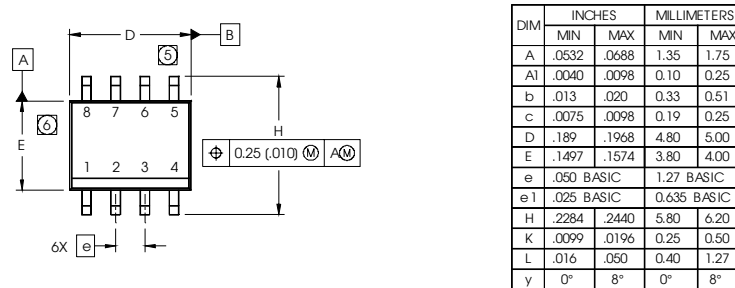 D
B
5
A
8 7 6 5
6
E
H
1 2 3 4
⌖ 0.25 (.010) Ⓜ AⓂ
6X e
DIM INCHES MILLIMETERS
MIN MAX MIN MAX
A .0532 .0688 1.35 1.75
A1 .0040 .0098 0.10 0.25
b .013 .020 0.33 0.51
c .0075 .0098 0.19 0.25
D .189 .1968 4.80 5.00
E .1497 .1574 3.80 4.00
e .050 BASIC 1.27 BASIC
e1 .025 BASIC 0.635 BASIC
H .2284 .2440 5.80 6.20
K .0099 .0196 0.25 0.50
L .016 .050 0.40 1.27
y 0° 8° 0° 8°